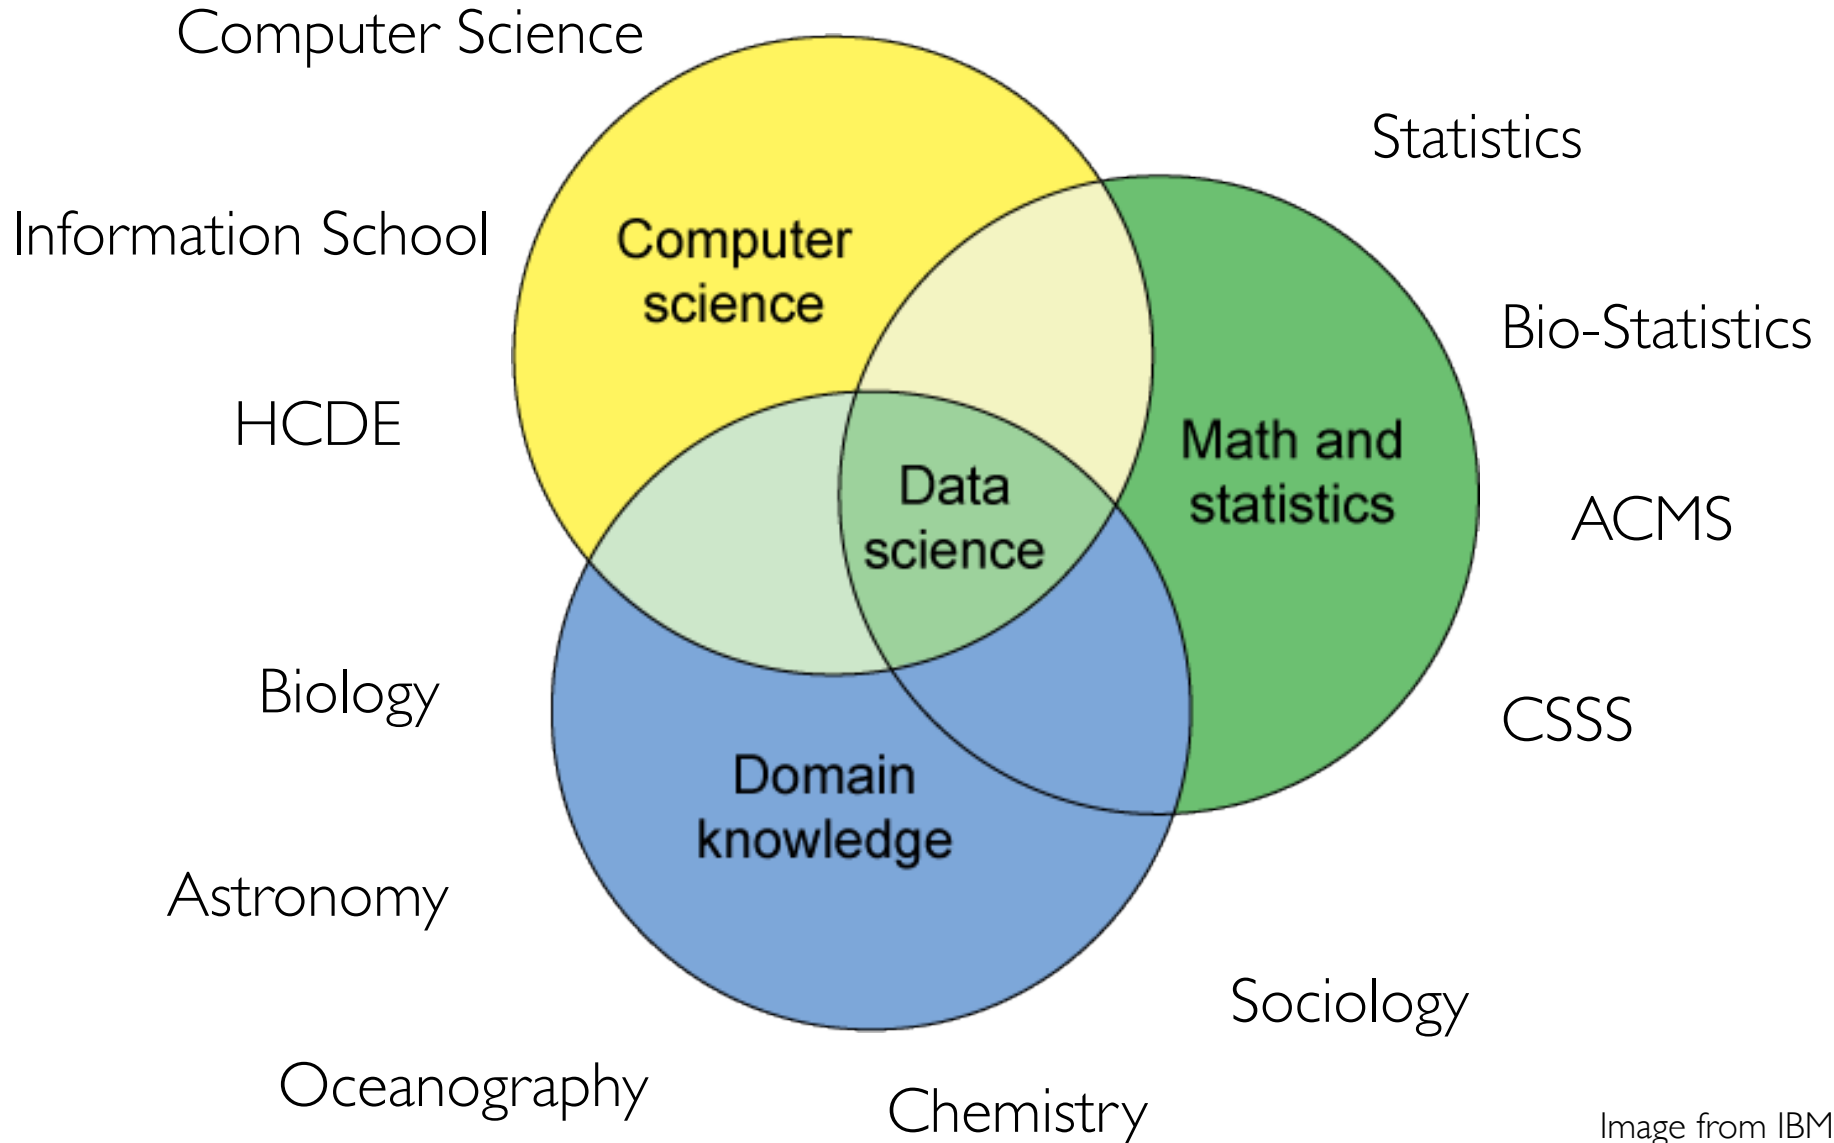 Computer Science
Statistics
Information School
Computer
science
Bio-Statistics
HCDE
Math and
statistics
Data
science
ACMS
Biology
CSSS
Domain
knowledge
Astronomy
Sociology
Oceanography
Chemistry
Image from IBM